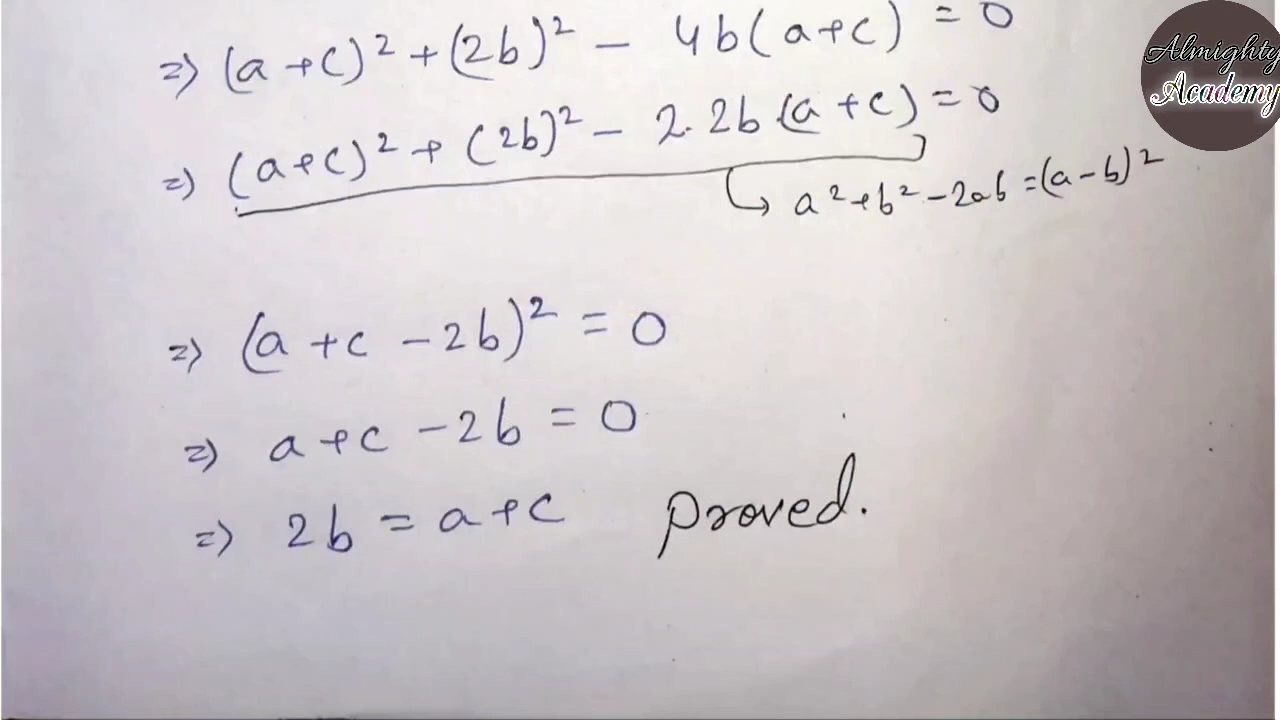 ⇒ (a+c)² + (2b)² − 4b(a+c) = 0
⇒ (a+c)² + (2b)² − 2.2b(a+c) = 0
↳ a²+b²−2ab = (a−b)²
⇒ (a+c−2b)² = 0
⇒ a+c−2b = 0
⇒ 2b = a+c proved.
Almighty
Academy